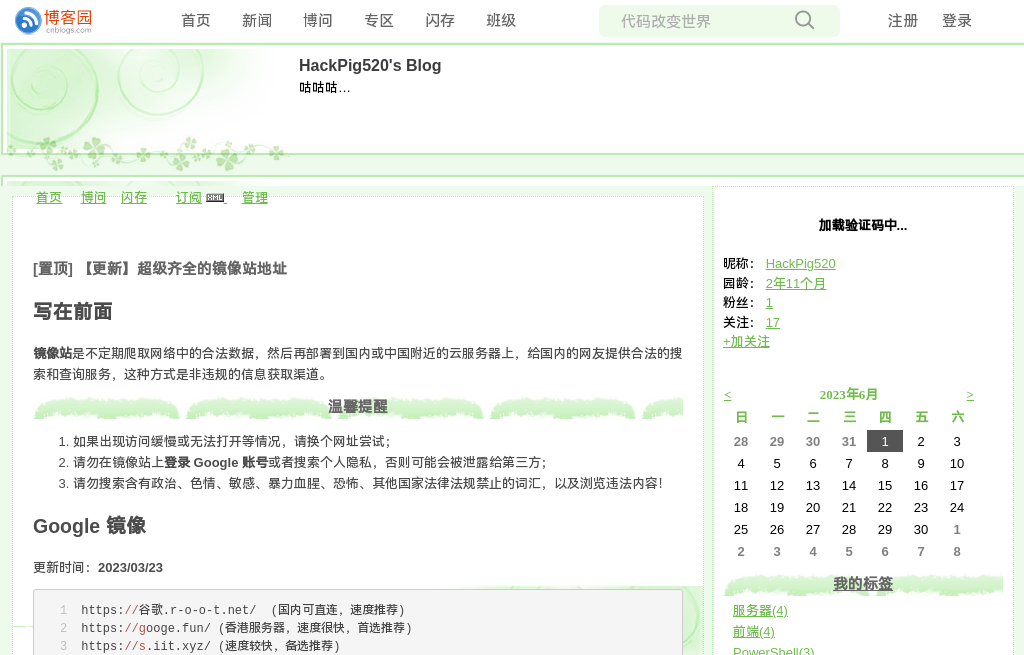 博客园
cnblogs.com
首页 新闻 博问 专区 闪存 班级
代码改变世界
注册 登录
HackPig520's Blog
咕咕咕…
首页 博问 闪存 订阅 XML 管理
[置顶] 【更新】超级齐全的镜像站地址
写在前面
镜像站是不定期爬取网络中的合法数据，然后再部署到国内或中国附近的云服务器上，给国内的网友提供合法的搜
索和查询服务，这种方式是非违规的信息获取渠道。
温馨提醒
1. 如果出现访问缓慢或无法打开等情况，请换个网址尝试；
2. 请勿在镜像站上登录 Google 账号或者搜索个人隐私，否则可能会被泄露给第三方；
3. 请勿搜索含有政治、色情、敏感、暴力血腥、恐怖、其他国家法律法规禁止的词汇，以及浏览违法内容！
Google 镜像
更新时间：2023/03/23
1 https://谷歌.r-o-o-t.net/ (国内可直连，速度推荐)
2 https://googe.fun/ (香港服务器，速度很快，首选推荐)
3 https://s.iit.xyz/ (速度较快，备选推荐)
加载验证码中...
昵称： HackPig520
园龄： 2年11个月
粉丝： 1
关注： 17
+加关注
< 2023年6月 >
日 一 二 三 四 五 六
28 29 30 31 1 2 3
4 5 6 7 8 9 10
11 12 13 14 15 16 17
18 19 20 21 22 23 24
25 26 27 28 29 30 1
2 3 4 5 6 7 8
我的标签
服务器(4)
前端(4)
PowerShell(3)